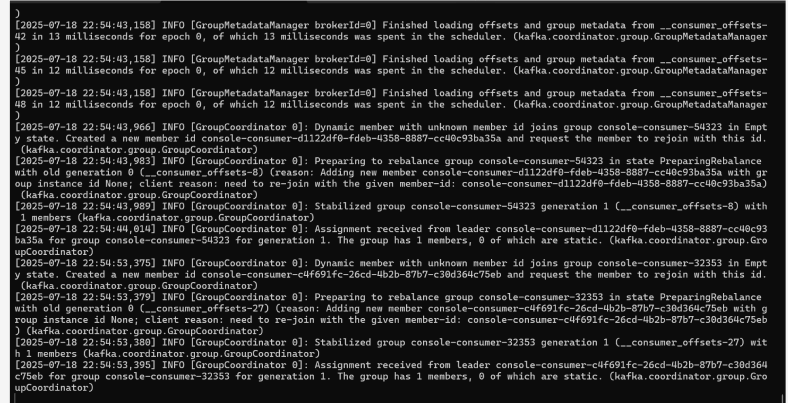 )
[2025-07-18 22:54:43,158] INFO [GroupMetadataManager brokerId=0] Finished loading offsets and group metadata from __consumer_offsets-
42 in 13 milliseconds for epoch 0, of which 13 milliseconds was spent in the scheduler. (kafka.coordinator.group.GroupMetadataManager
)
[2025-07-18 22:54:43,158] INFO [GroupMetadataManager brokerId=0] Finished loading offsets and group metadata from __consumer_offsets-
45 in 12 milliseconds for epoch 0, of which 12 milliseconds was spent in the scheduler. (kafka.coordinator.group.GroupMetadataManager
)
[2025-07-18 22:54:43,158] INFO [GroupMetadataManager brokerId=0] Finished loading offsets and group metadata from __consumer_offsets-
48 in 12 milliseconds for epoch 0, of which 12 milliseconds was spent in the scheduler. (kafka.coordinator.group.GroupMetadataManager
)
[2025-07-18 22:54:43,966] INFO [GroupCoordinator 0]: Dynamic member with unknown member id joins group console-consumer-54323 in Empt
y state. Created a new member id console-consumer-d1122df0-fdeb-4358-8887-cc40c93ba35a and request the member to rejoin with this id.
 (kafka.coordinator.group.GroupCoordinator)
[2025-07-18 22:54:43,983] INFO [GroupCoordinator 0]: Preparing to rebalance group console-consumer-54323 in state PreparingRebalance
with old generation 0 (__consumer_offsets-8) (reason: Adding new member console-consumer-d1122df0-fdeb-4358-8887-cc40c93ba35a with gr
oup instance id None; client reason: need to re-join with the given member-id: console-consumer-d1122df0-fdeb-4358-8887-cc40c93ba35a)
 (kafka.coordinator.group.GroupCoordinator)
[2025-07-18 22:54:43,989] INFO [GroupCoordinator 0]: Stabilized group console-consumer-54323 generation 1 (__consumer_offsets-8) with
 1 members (kafka.coordinator.group.GroupCoordinator)
[2025-07-18 22:54:44,014] INFO [GroupCoordinator 0]: Assignment received from leader console-consumer-d1122df0-fdeb-4358-8887-cc40c93
ba35a for group console-consumer-54323 for generation 1. The group has 1 members, 0 of which are static. (kafka.coordinator.group.Gro
upCoordinator)
[2025-07-18 22:54:53,375] INFO [GroupCoordinator 0]: Dynamic member with unknown member id joins group console-consumer-32353 in Empt
y state. Created a new member id console-consumer-c4f691fc-26cd-4b2b-87b7-c30d364c75eb and request the member to rejoin with this id.
 (kafka.coordinator.group.GroupCoordinator)
[2025-07-18 22:54:53,379] INFO [GroupCoordinator 0]: Preparing to rebalance group console-consumer-32353 in state PreparingRebalance
with old generation 0 (__consumer_offsets-27) (reason: Adding new member console-consumer-c4f691fc-26cd-4b2b-87b7-c30d364c75eb with g
roup instance id None; client reason: need to re-join with the given member-id: console-consumer-c4f691fc-26cd-4b2b-87b7-c30d364c75eb
) (kafka.coordinator.group.GroupCoordinator)
[2025-07-18 22:54:53,380] INFO [GroupCoordinator 0]: Stabilized group console-consumer-32353 generation 1 (__consumer_offsets-27) wit
h 1 members (kafka.coordinator.group.GroupCoordinator)
[2025-07-18 22:54:53,395] INFO [GroupCoordinator 0]: Assignment received from leader console-consumer-c4f691fc-26cd-4b2b-87b7-c30d364
c75eb for group console-consumer-32353 for generation 1. The group has 1 members, 0 of which are static. (kafka.coordinator.group.Gro
upCoordinator)